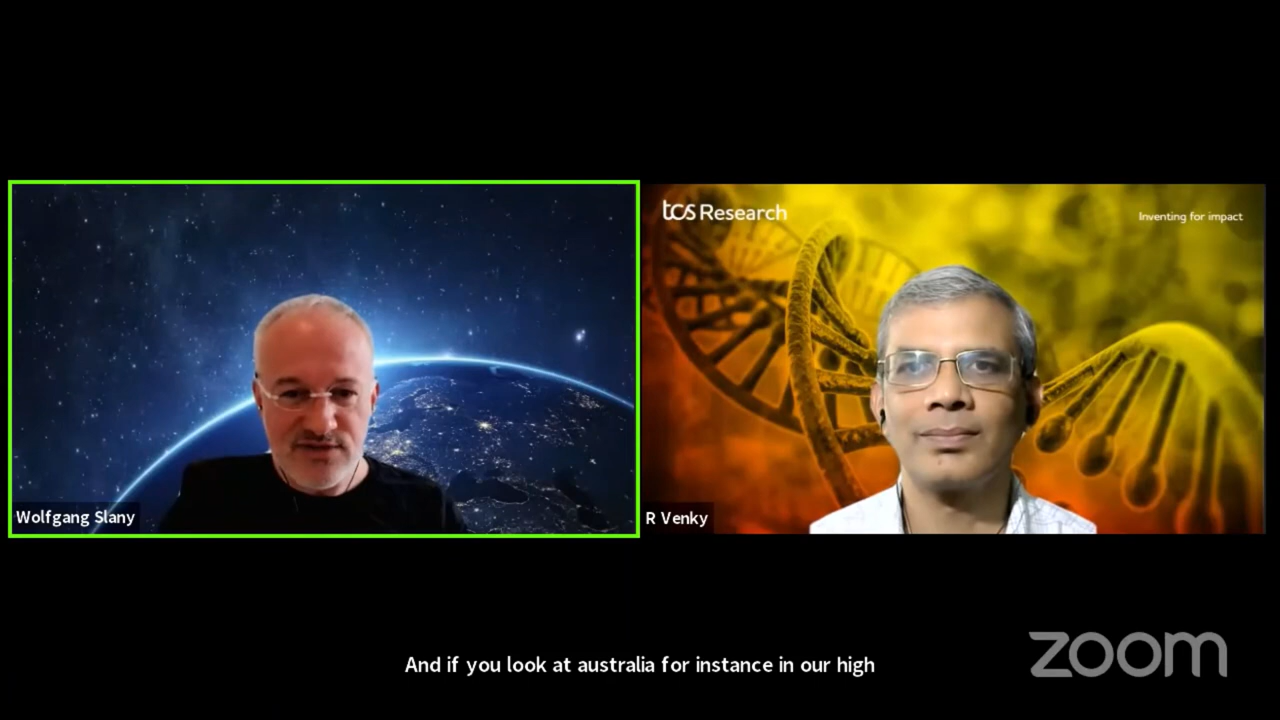 tcs Research
Inventing for impact
Wolfgang Slany
R Venky
And if you look at australia for instance in our high
zoom